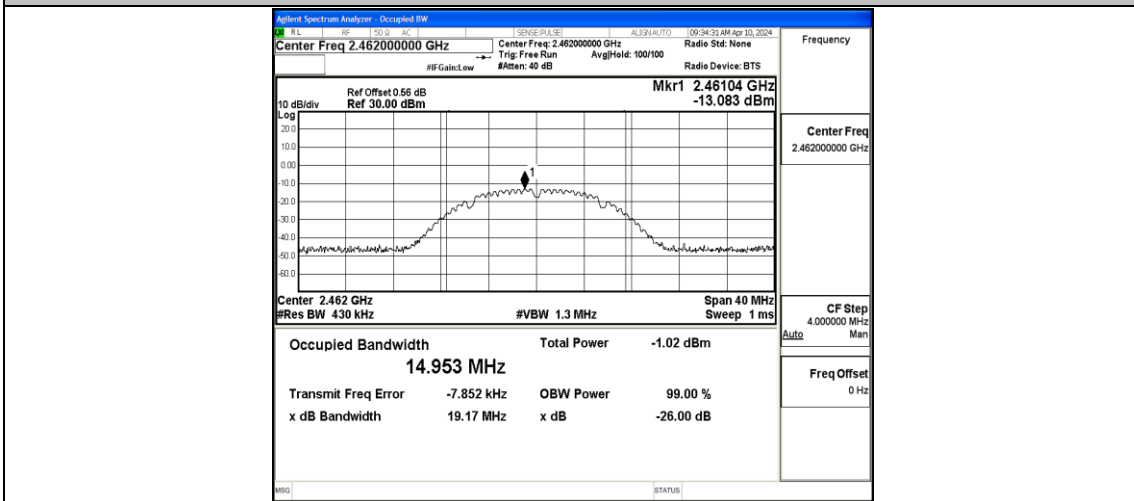 Agilent Spectrum Analyzer - Occupied BW
RL RF 50 Ω AC SENSE:PULSE ALIGN AUTO 09:34:31 AM Apr 10, 2024
Center Freq 2.462000000 GHz
Center Freq: 2.462000000 GHz
Radio Std: None
Trig: Free Run Avg|Hold: 100/100
#IFGain:Low #Atten: 40 dB Radio Device: BTS
Frequency
Mkr1 2.46104 GHz
-13.083 dBm
Ref Offset 0.56 dB
10 dB/div Ref 30.00 dBm
Log
20.0
10.0
0.00
-10.0
-20.0
-30.0
-40.0
-50.0
-60.0
1
Center 2.462 GHz Span 40 MHz
#Res BW 430 kHz #VBW 1.3 MHz Sweep 1 ms
Center Freq
2.462000000 GHz
CF Step
4.000000 MHz
Auto Man
Freq Offset
0 Hz
Occupied Bandwidth Total Power -1.02 dBm
14.953 MHz
Transmit Freq Error -7.852 kHz OBW Power 99.00 %
x dB Bandwidth 19.17 MHz x dB -26.00 dB
MSG STATUS